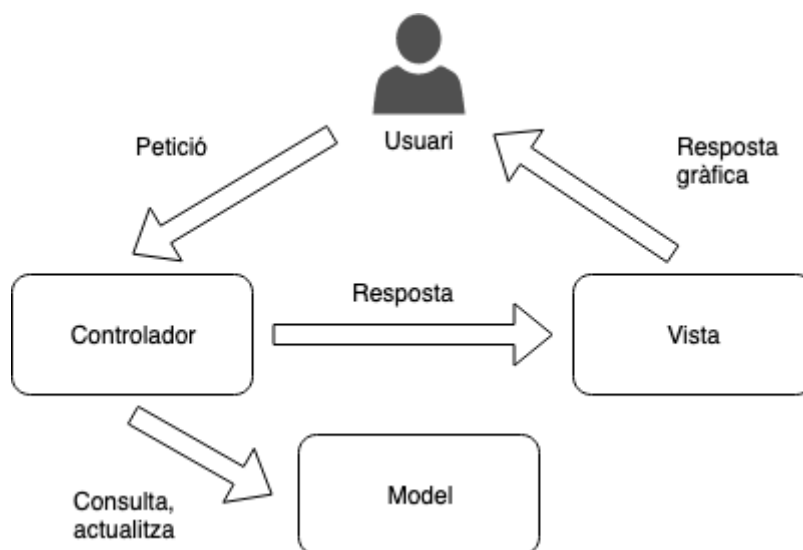 Usuari
Petició
Resposta
gràfica
Resposta
Controlador
Vista
Model
Consulta,
actualitza